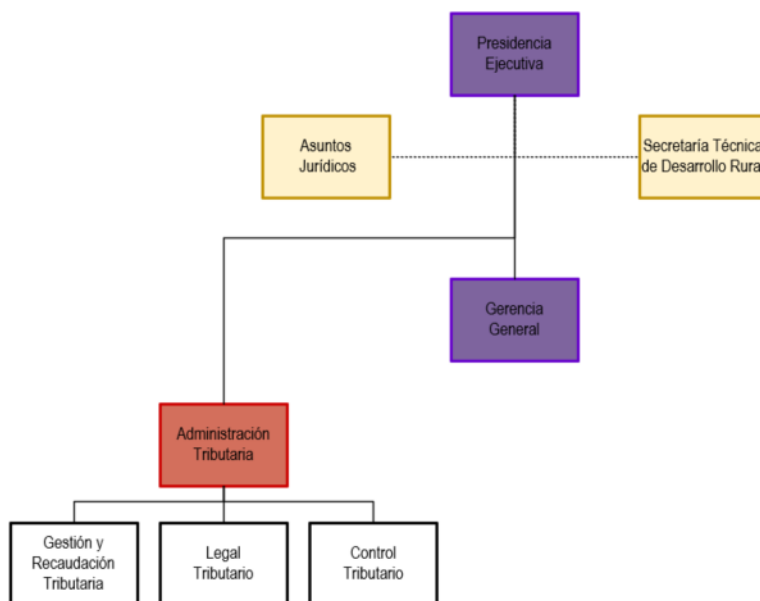 Presidencia
Ejecutiva
Asuntos
Jurídicos
Secretaría Técnica
de Desarrollo Rura
Gerencia
General
Administración
Tributaria
Gestión y
Recaudación
Tributaria
Legal
Tributario
Control
Tributario